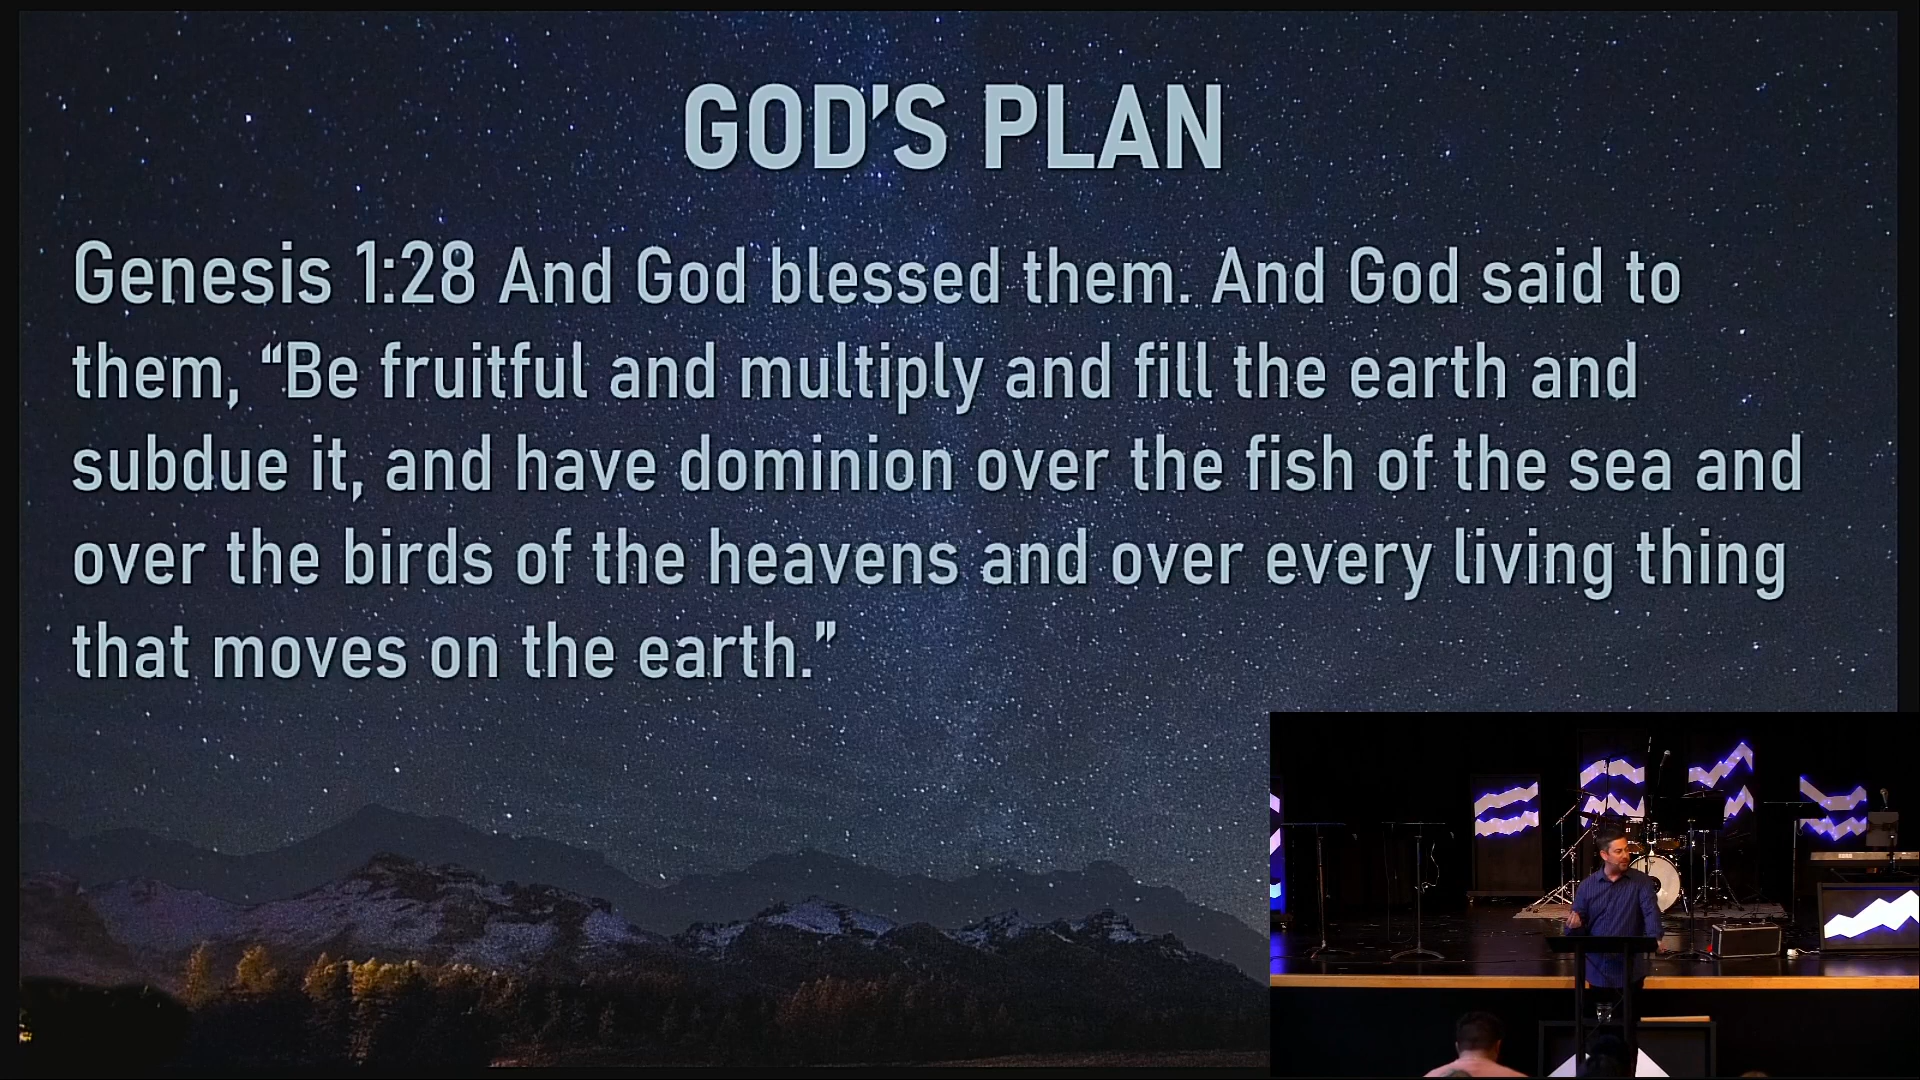 GOD'S PLAN
Genesis 1:28 And God blessed them. And God said to
them, “Be fruitful and multiply and fill the earth and
subdue it, and have dominion over the fish of the sea and
over the birds of the heavens and over every living thing
that moves on the earth.”